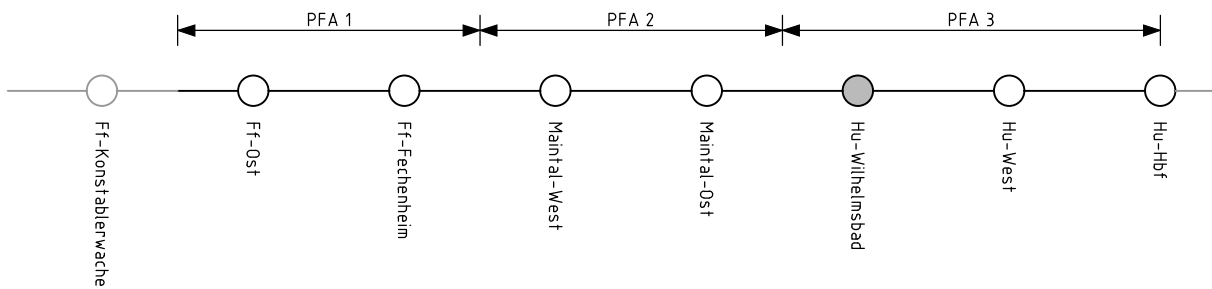 PFA 1
PFA 2
PFA 3
Ff-Konstablerwache
Ff-Ost
Ff-Fechenheim
Maintal-West
Maintal-Ost
Hu-Wilhelmsbad
Hu-West
Hu-Hbf